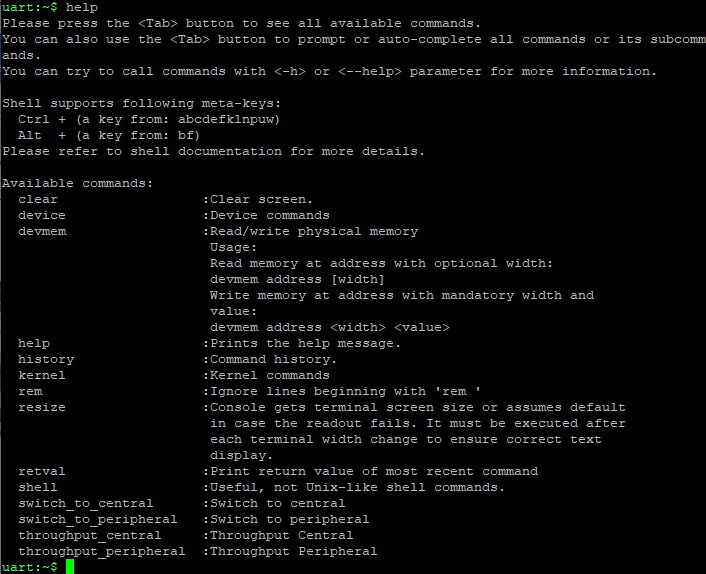 uart:~$ help
Please press the <Tab> button to see all available commands.
You can also use the <Tab> button to prompt or auto-complete all commands or its subcomm
ands.
You can try to call commands with <-h> or <--help> parameter for more information.

Shell supports following meta-keys:
  Ctrl + (a key from: abcdefklnpuw)
  Alt  + (a key from: bf)
Please refer to shell documentation for more details.

Available commands:
  clear                  :Clear screen.
  device                 :Device commands
  devmem                 :Read/write physical memory
                          Usage:
                          Read memory at address with optional width:
                          devmem address [width]
                          Write memory at address with mandatory width and
                          value:
                          devmem address <width> <value>
  help                   :Prints the help message.
  history                :Command history.
  kernel                 :Kernel commands
  rem                    :Ignore lines beginning with 'rem '
  resize                 :Console gets terminal screen size or assumes default
                          in case the readout fails. It must be executed after
                          each terminal width change to ensure correct text
                          display.
  retval                 :Print return value of most recent command
  shell                  :Useful, not Unix-like shell commands.
  switch_to_central      :Switch to central
  switch_to_peripheral   :Switch to peripheral
  throughput_central     :Throughput Central
  throughput_peripheral  :Throughput Peripheral
uart:~$